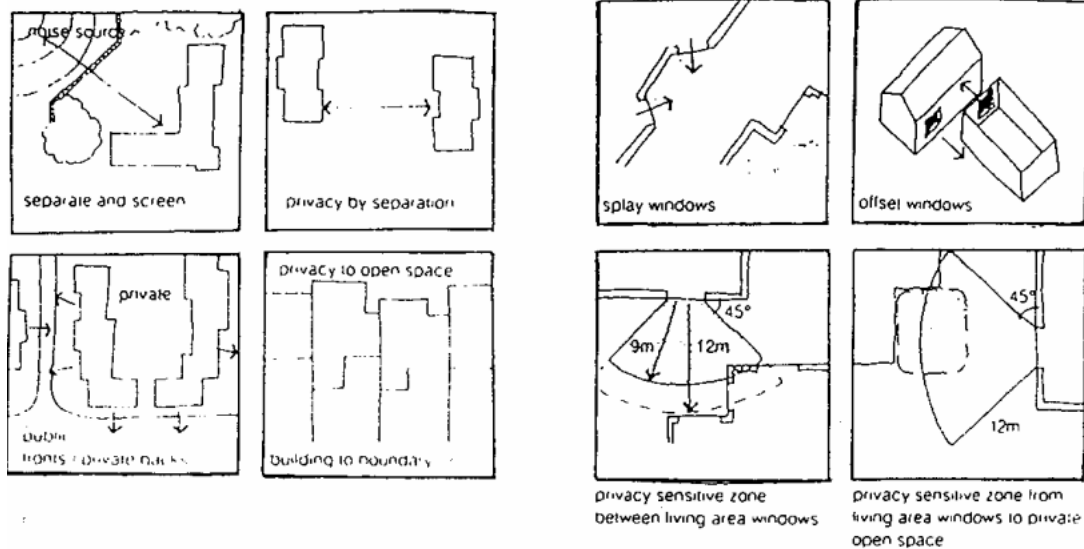 noise source
separate and screen
privacy by separation
splay windows
offset windows
private
public
fronts / private backs
privacy to open space
building to boundary
45°
9m
12m
privacy sensitive zone
between living area windows
45°
12m
privacy sensitive zone from
living area windows to private
open space